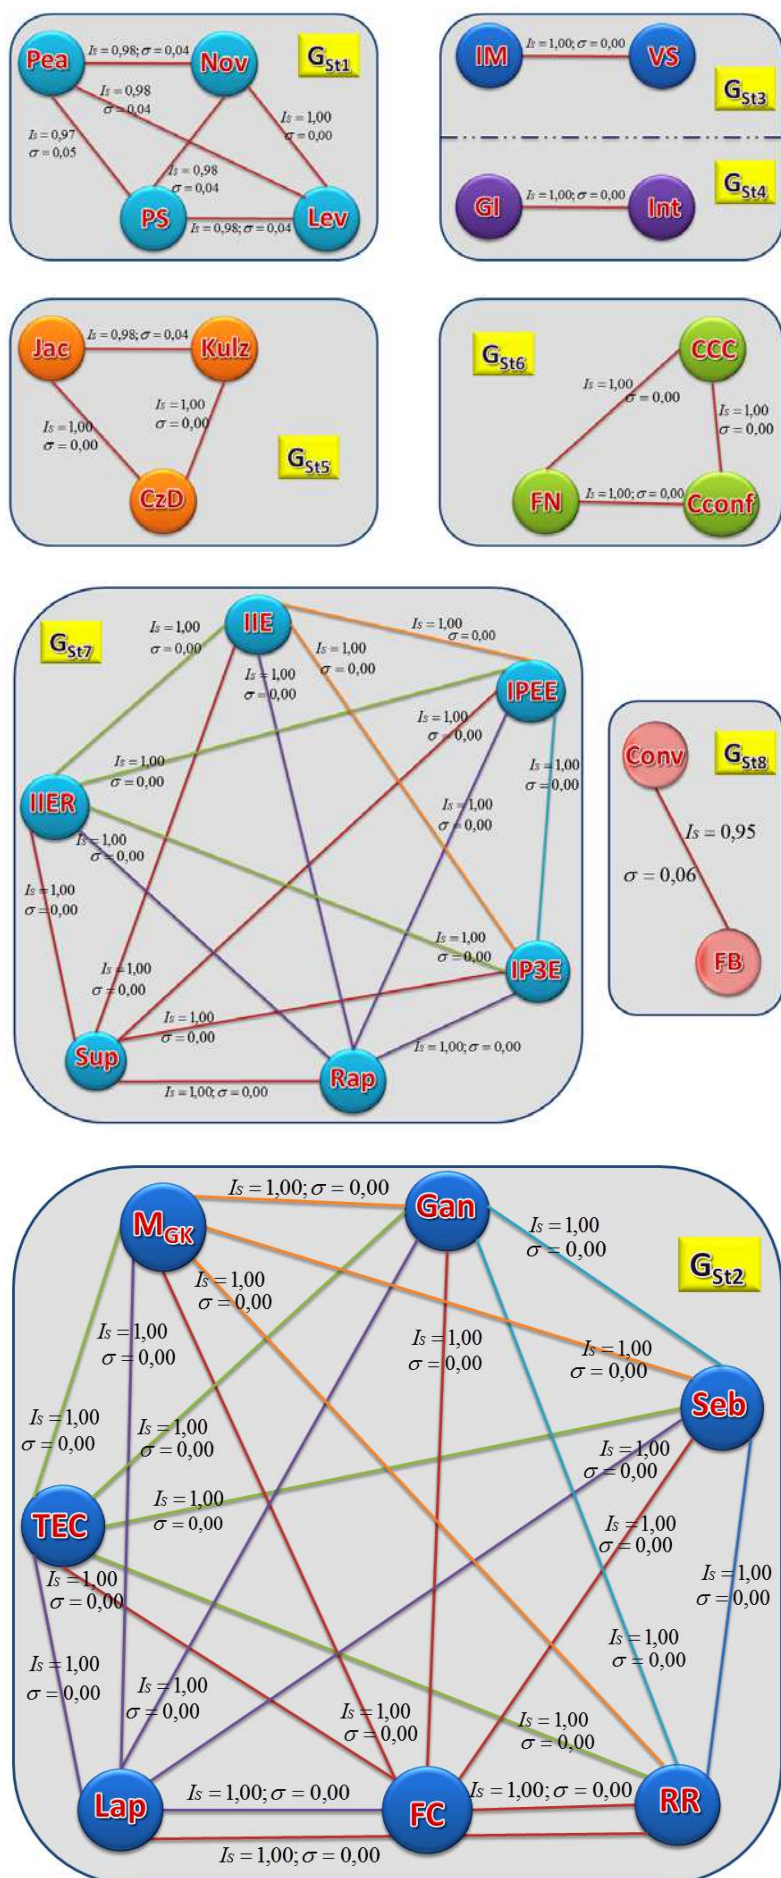 Is = 0,98; σ = 0,04
Pea
Nov
G_St1
Is = 0,98
σ = 0,04
Is = 1,00
σ = 0,00
Is = 0,97
σ = 0,05
Is = 0,98
σ = 0,04
PS
Lev
Is = 0,98; σ = 0,04
IM
Is = 1,00; σ = 0,00
VS
G_St3
G_St4
GI
Is = 1,00; σ = 0,00
Int
Jac
Is = 0,98; σ = 0,04
Kulz
Is = 1,00
σ = 0,00
Is = 1,00
σ = 0,00
G_St5
CzD
G_St6
CCC
Is = 1,00
σ = 0,00
Is = 1,00
σ = 0,00
FN
Is = 1,00; σ = 0,00
Cconf
G_St7
Is = 1,00
σ = 0,00
IIE
Is = 1,00
σ = 0,00
Is = 1,00
σ = 0,00
Is = 1,00
σ = 0,00
IPEE
Is = 1,00
σ = 0,00
Is = 1,00
σ = 0,00
Is = 1,00
σ = 0,00
IIER
Is = 1,00
σ = 0,00
Is = 1,00
σ = 0,00
Is = 1,00
σ = 0,00
Is = 1,00
σ = 0,00
IP3E
Is = 1,00
σ = 0,00
Is = 1,00
σ = 0,00
Sup
Rap
Is = 1,00; σ = 0,00
Is = 1,00; σ = 0,00
Conv
G_St8
Is = 0,95
σ = 0,06
FB
Is = 1,00; σ = 0,00
M_GK
Gan
Is = 1,00
σ = 0,00
G_St2
Is = 1,00
σ = 0,00
Is = 1,00
σ = 0,00
Is = 1,00
σ = 0,00
Is = 1,00
σ = 0,00
Seb
Is = 1,00
σ = 0,00
Is = 1,00
σ = 0,00
Is = 1,00
σ = 0,00
Is = 1,00
σ = 0,00
TEC
Is = 1,00
σ = 0,00
Is = 1,00
σ = 0,00
Is = 1,00
σ = 0,00
Is = 1,00
σ = 0,00
Is = 1,00
σ = 0,00
Is = 1,00
σ = 0,00
Is = 1,00
σ = 0,00
Is = 1,00
σ = 0,00
Lap
Is = 1,00; σ = 0,00
FC
Is = 1,00; σ = 0,00
RR
Is = 1,00; σ = 0,00